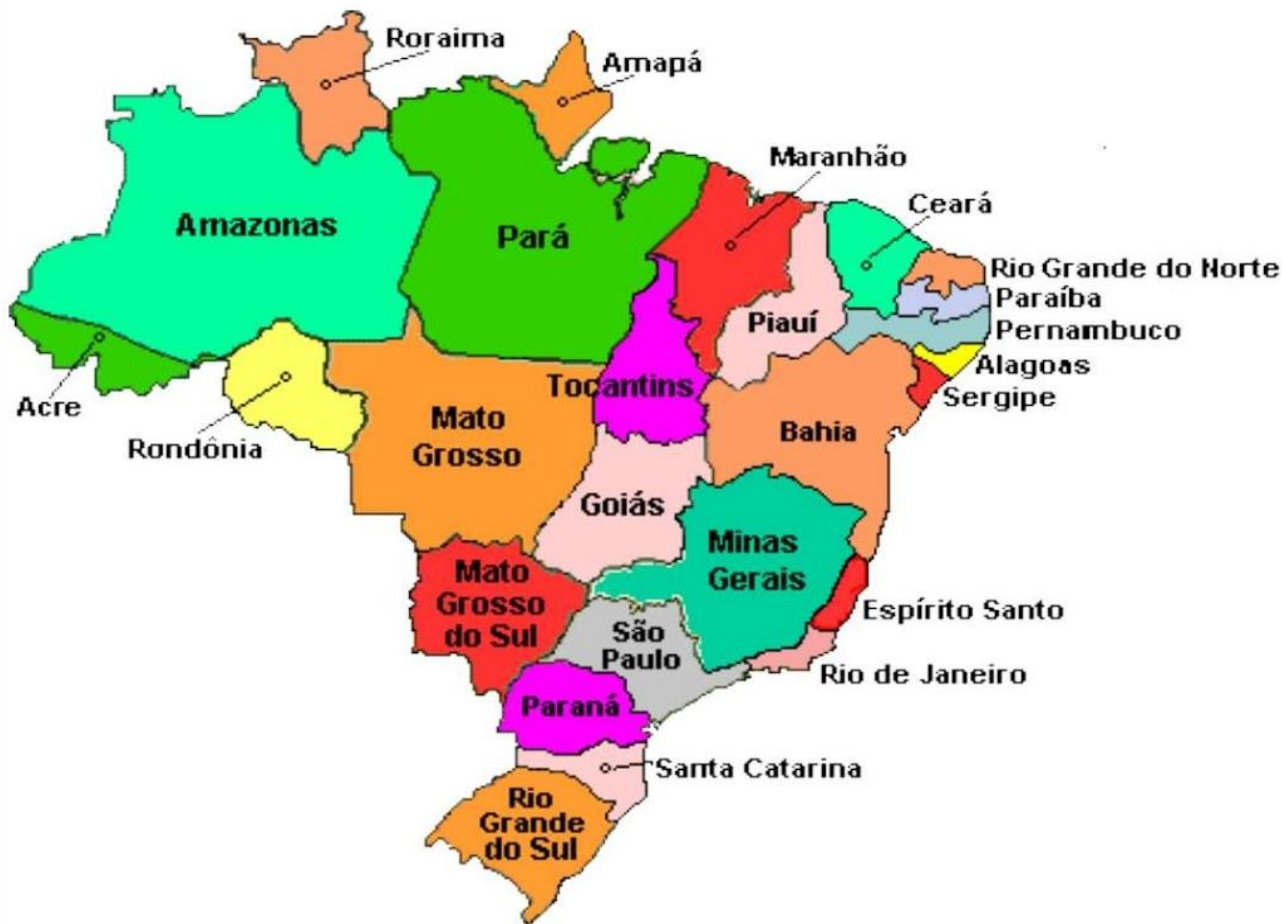 Roraima
Amapá
Maranhão
Ceará
Amazonas
Pará
Rio Grande do Norte
Paraíba
Piauí
Pernambuco
Alagoas
Tocantins
Sergipe
Acre
Rondônia
Mato
Grosso
Bahia
Goiás
Minas
Gerais
Mato
Grosso
do Sul
Espírito Santo
São
Paulo
Rio de Janeiro
Paraná
Santa Catarina
Rio
Grande
do Sul